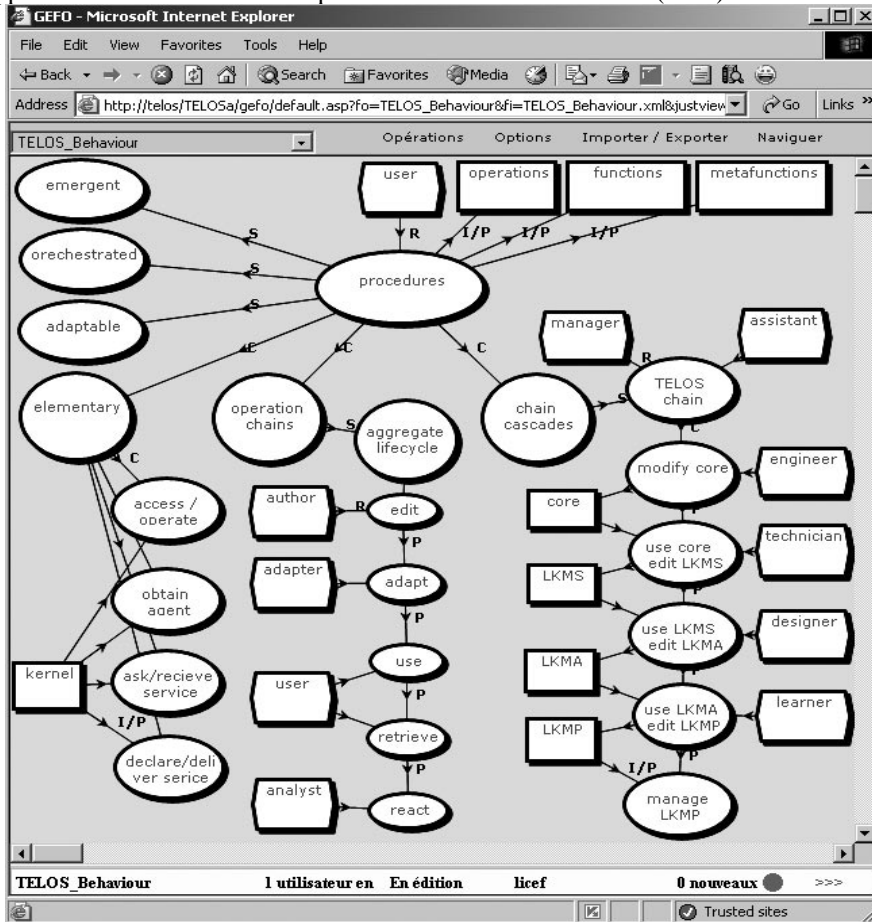 GEFO - Microsoft Internet Explorer
File Edit View Favorites Tools Help
Back Search Favorites Media
Address http://telos/TELOSa/gefo/default.asp?fo=TELOS_Behaviour&fi=TELOS_Behaviour.xml&justview Go Links »
TELOS_Behaviour Opérations Options Importer / Exporter Naviguer
emergent
user
operations
functions
metafunctions
S
R
I/P
I/P
I/P
orechestrated
S
procedures
adaptable
S
C
C
C
manager
assistant
R
elementary
operation
chains
S
aggregate
lifecycle
chain
cascades
S
TELOS
chain
C
C
access /
operate
author
R
edit
P
modify core
engineer
P
core
adapter
adapt
P
use core
edit LKMS
technician
P
LKMS
obtain
agent
use LKMS
edit LKMA
designer
P
LKMA
kernel
ask/recieve
service
I/P
user
use
P
use LKMA
edit LKMP
learner
P
LKMP
I/P
retrieve
P
declare/deli
ver serice
analyst
react
manage
LKMP
TELOS_Behaviour 1 utilisateur en En édition licef 0 nouveaux >>>
Trusted sites